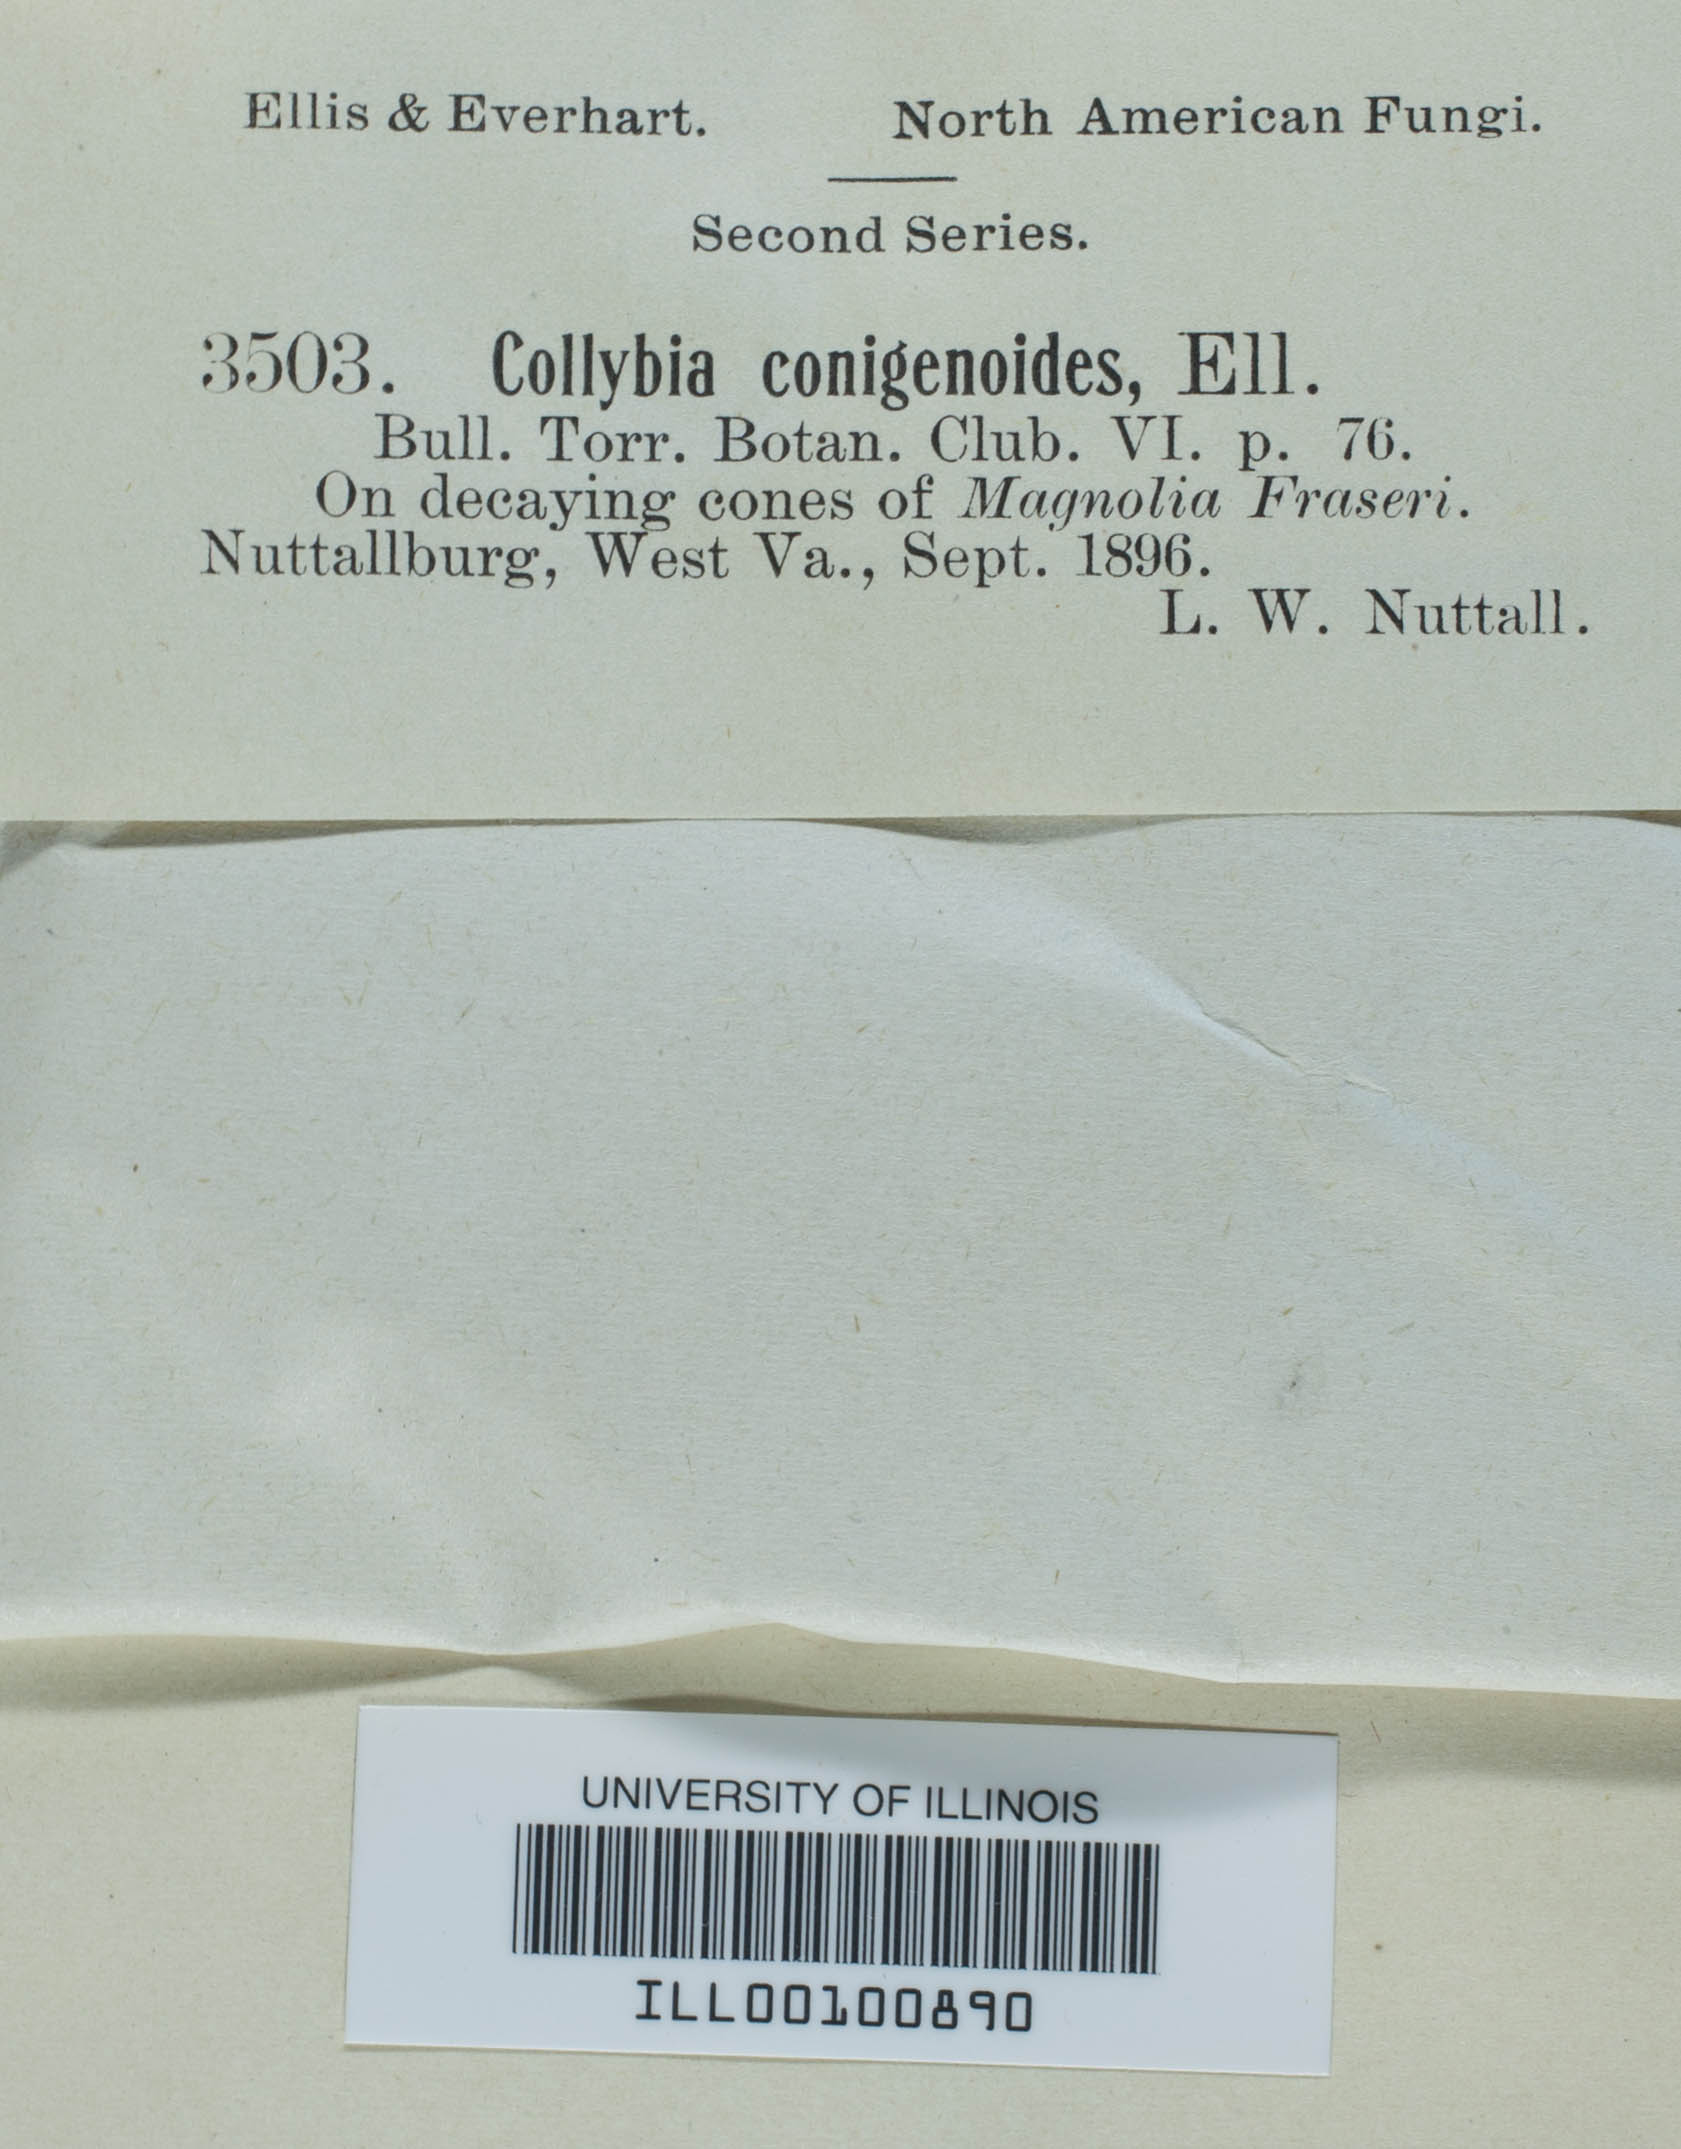 Ellis & Everhart. North American Fungi.
Second Series.
3503. Collybia conigenoides, Ell.
Bull. Torr. Botan. Club. VI. p. 76.
On decaying cones of Magnolia Fraseri.
Nuttallburg, West Va., Sept. 1896.
L. W. Nuttall.
UNIVERSITY OF ILLINOIS
ILL00100890